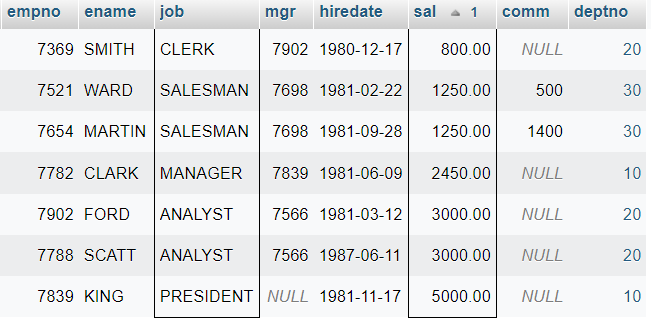 empno ename job mgr hiredate sal 1 comm deptno
7369 SMITH CLERK 7902 1980-12-17 800.00 NULL 20
7521 WARD SALESMAN 7698 1981-02-22 1250.00 500 30
7654 MARTIN SALESMAN 7698 1981-09-28 1250.00 1400 30
7782 CLARK MANAGER 7839 1981-06-09 2450.00 NULL 10
7902 FORD ANALYST 7566 1981-03-12 3000.00 NULL 20
7788 SCATT ANALYST 7566 1987-06-11 3000.00 NULL 20
7839 KING PRESIDENT NULL 1981-11-17 5000.00 NULL 10